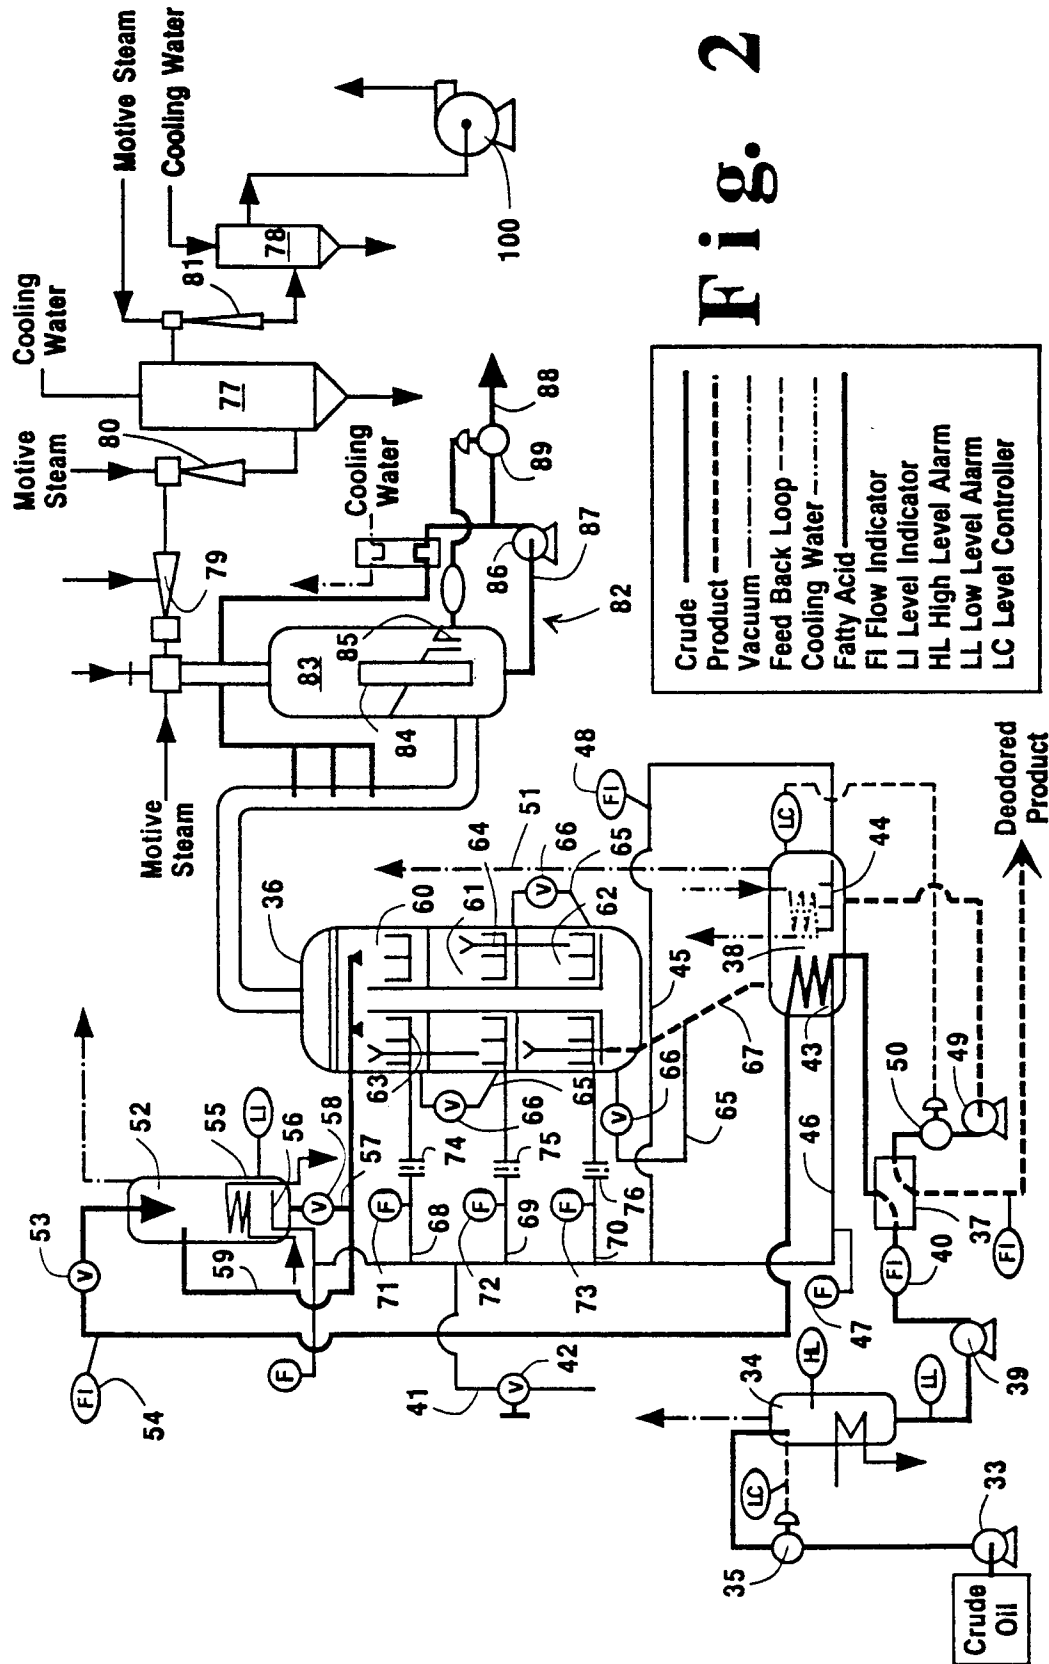 Motive Steam
Cooling Water
Cooling
Water
Motive
Steam
80
77
81
78
100
79
Motive
Steam
83
84
85
Cooling
Water
86
87
82
89
88
36
48
FI
51
64
66
65
V
60
61
62
63
65
66
V
45
66
V
65
67
53
V
52
LI
55
56
58
V
57
59
FI
54
F
F
71
68
74
F
72
69
75
F
73
70
76
41
42
V
LC
44
38
43
46
F
47
50
49
37
FI
40
FI
Deodored
Product
34
HL
LL
39
LC
35
33
Crude
Oil
Crude
Product
Vacuum
Feed Back Loop
Cooling Water
Fatty Acid
FI Flow Indicator
LI Level Indicator
HL High Level Alarm
LL Low Level Alarm
LC Level Controller
Fig. 2